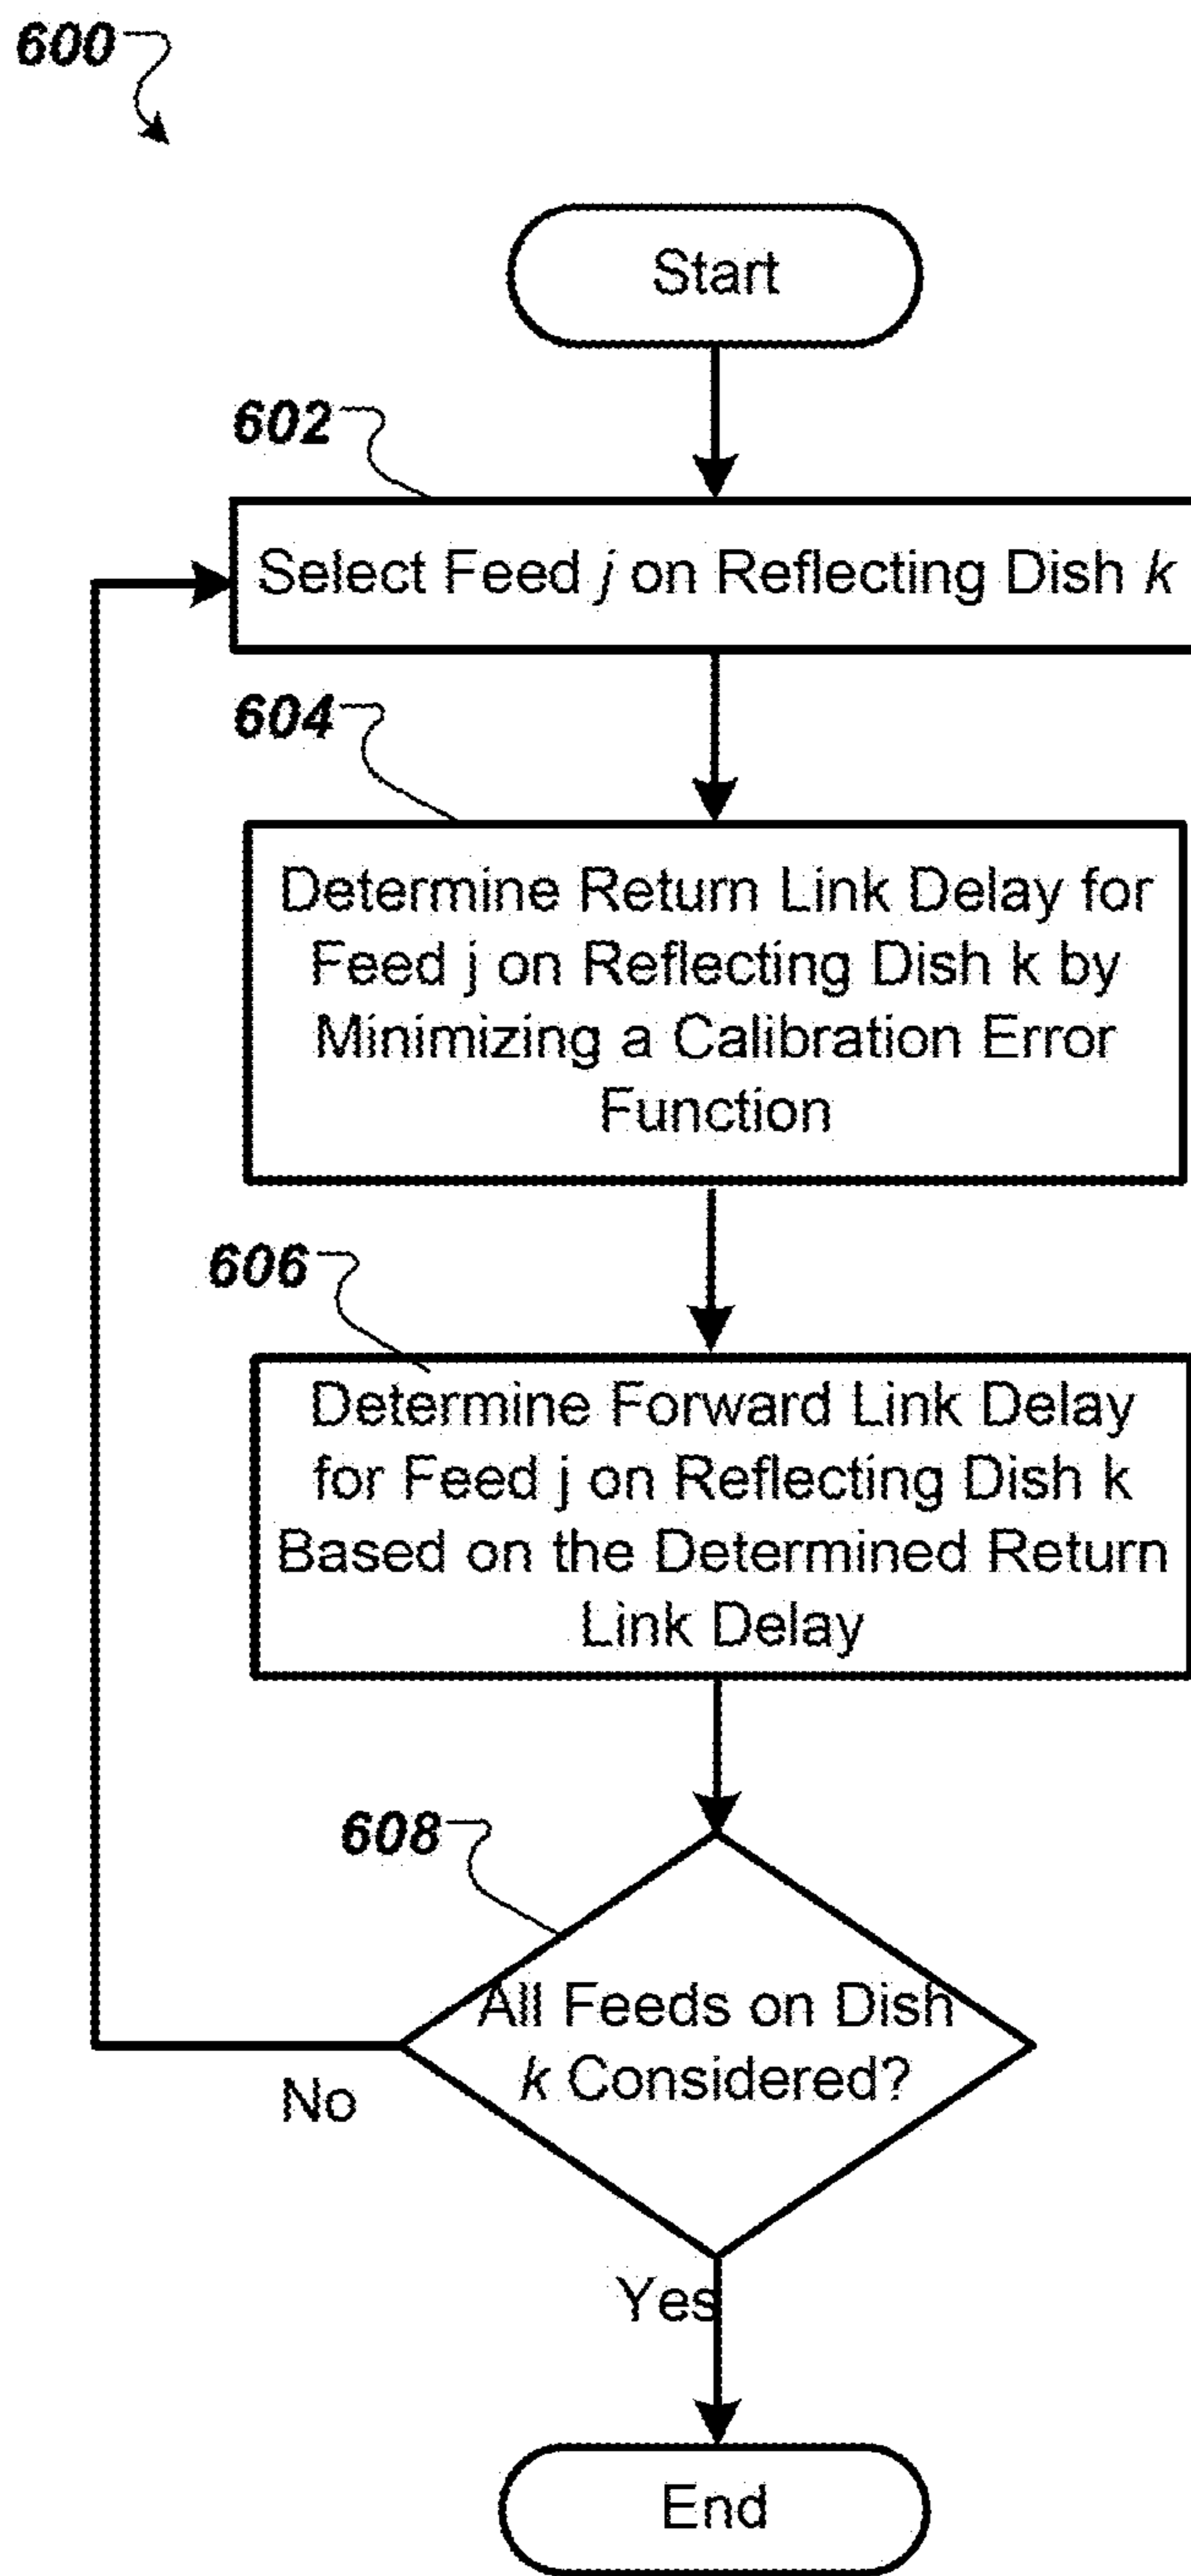 600
Start
602
Select Feed j on Reflecting Dish k
604
Determine Return Link Delay for
Feed j on Reflecting Dish k by
Minimizing a Calibration Error
Function
606
Determine Forward Link Delay
for Feed j on Reflecting Dish k
Based on the Determined Return
Link Delay
608
All Feeds on Dish
k Considered?
No
Yes
End